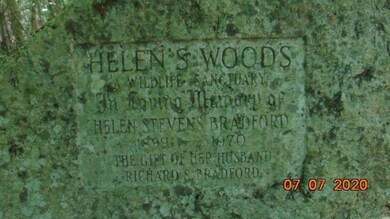 HELEN'S WOODS
A WILDLIFE SANCTUARY
In Loving Memory of
HELEN STEVENS BRADFORD
1970
THE GIFT OF HER HUSBAND
RICHARD S. BRADFORD
07 07 2020